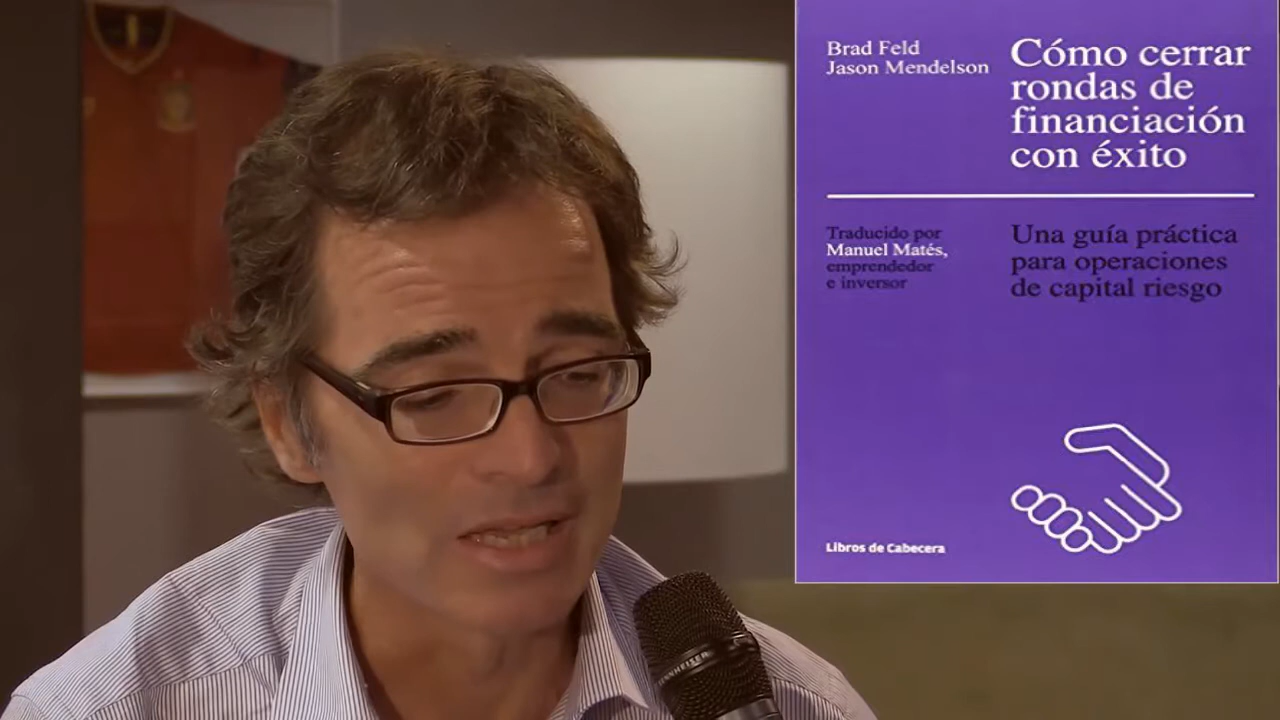 Brad Feld
Jason Mendelson
Cómo cerrar
rondas de
financiación
con éxito
Traducido por
Manuel Matés,
emprendedor
e inversor
Una guía práctica
para operaciones
de capital riesgo
Libros de Cabecera
SENNHEISER